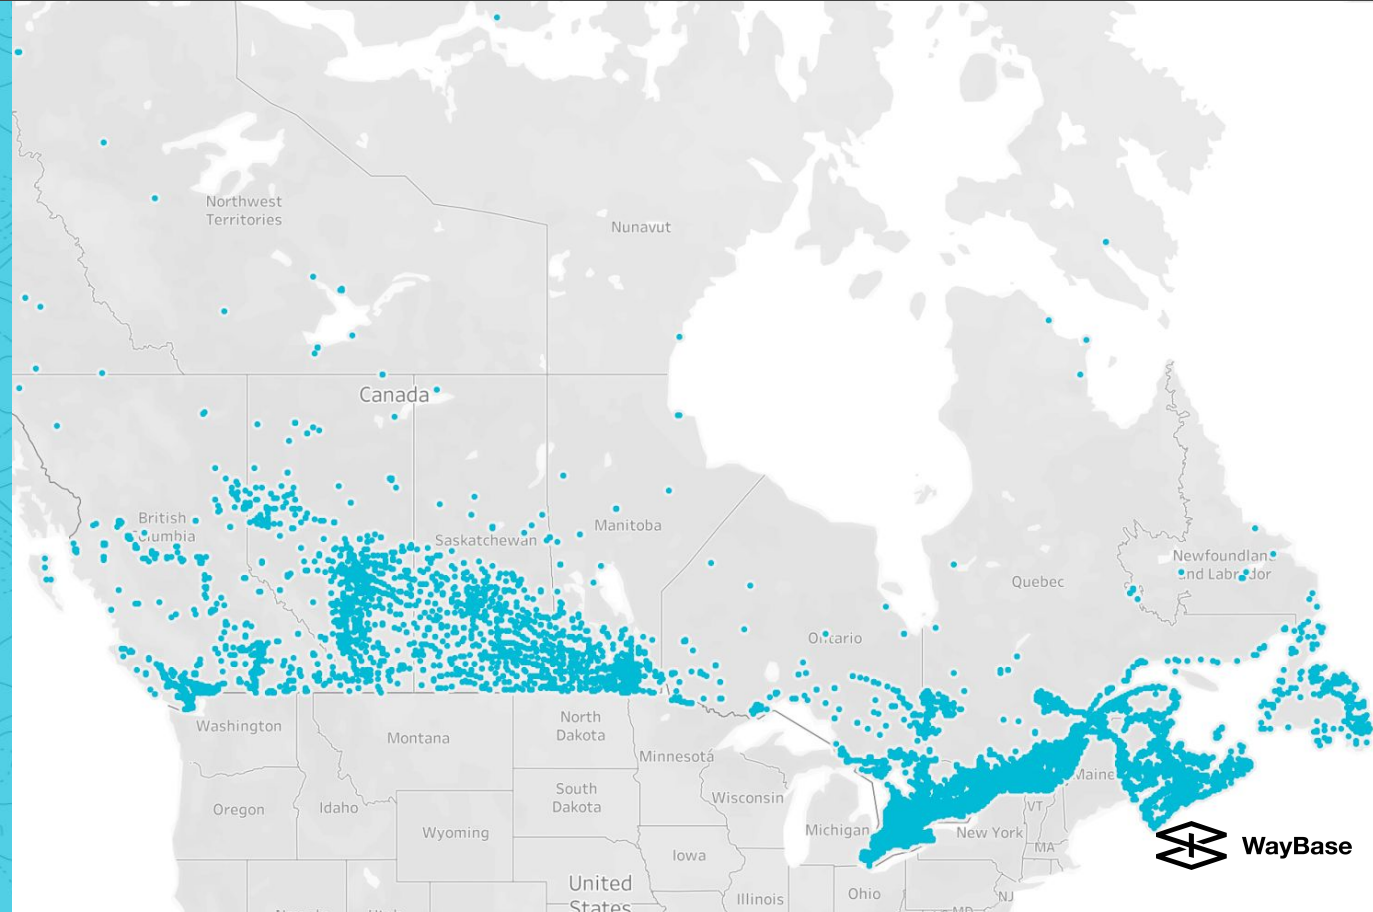 Northwest
Territories
Nunavut
Canada
British
Columbia
Saskatchewan
Manitoba
Newfoundland
and Labrador
Quebec
Ontario
Washington
Montana
North
Dakota
Minnesota
Maine
Oregon
Idaho
South
Dakota
Wisconsin
VT
Wyoming
Michigan
New York
WayBase
MA
Iowa
United
States
Illinois
Ohio
NJ
MD